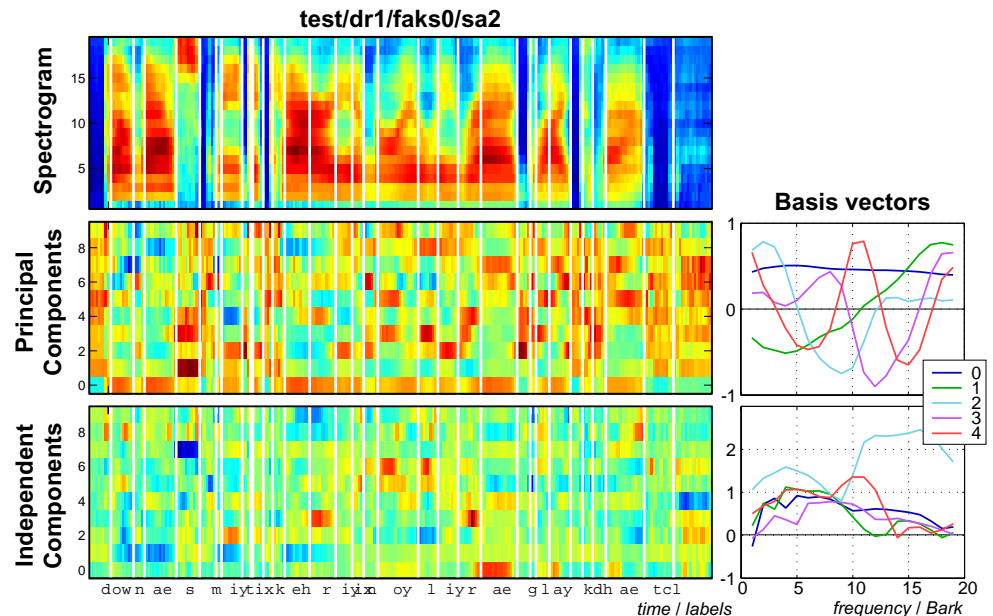 test/dr1/faks0/sa2
Spectrogram
15
10
5
Principal
Components
8
6
4
2
0
Independent
Components
8
6
4
2
0
dow n ae s m iy t ix k eh r iy ix n oy l iy r ae g l ay k dh ae tcl
time / labels
Basis vectors
1
0
-1
0
1
2
3
4
2
1
0
-1
0 5 10 15 20
frequency / Bark